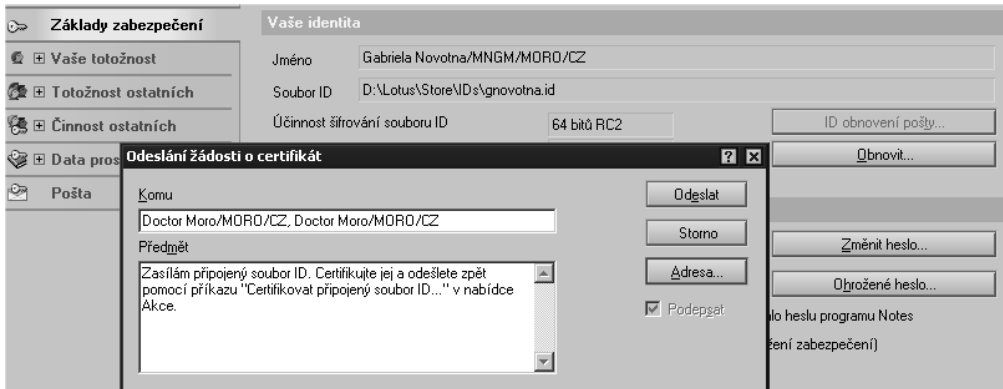 Základy zabezpečení
Vaše totožnost
Totožnost ostatních
Činnost ostatních
Data pros
Pošta
Vaše identita
Jméno
Gabriela Novotna/MNGM/MORO/CZ
Soubor ID
D:\Lotus\Store\IDs\gnovotna.id
Účinnost šifrování souboru ID
64 bitů RC2
ID obnovení pošty...
Obnovit...
Odeslání žádosti o certifikát
Komu
Doctor Moro/MORO/CZ, Doctor Moro/MORO/CZ
Předmět
Zasílám připojený soubor ID. Certifikujte jej a odešlete zpět
pomocí příkazu "Certifikovat připojený soubor ID..." v nabídce
Akce.
Odeslat
Storno
Adresa...
Podepsat
Změnit heslo...
Ohrožené heslo...
lo heslu programu Notes
žení zabezpečení)